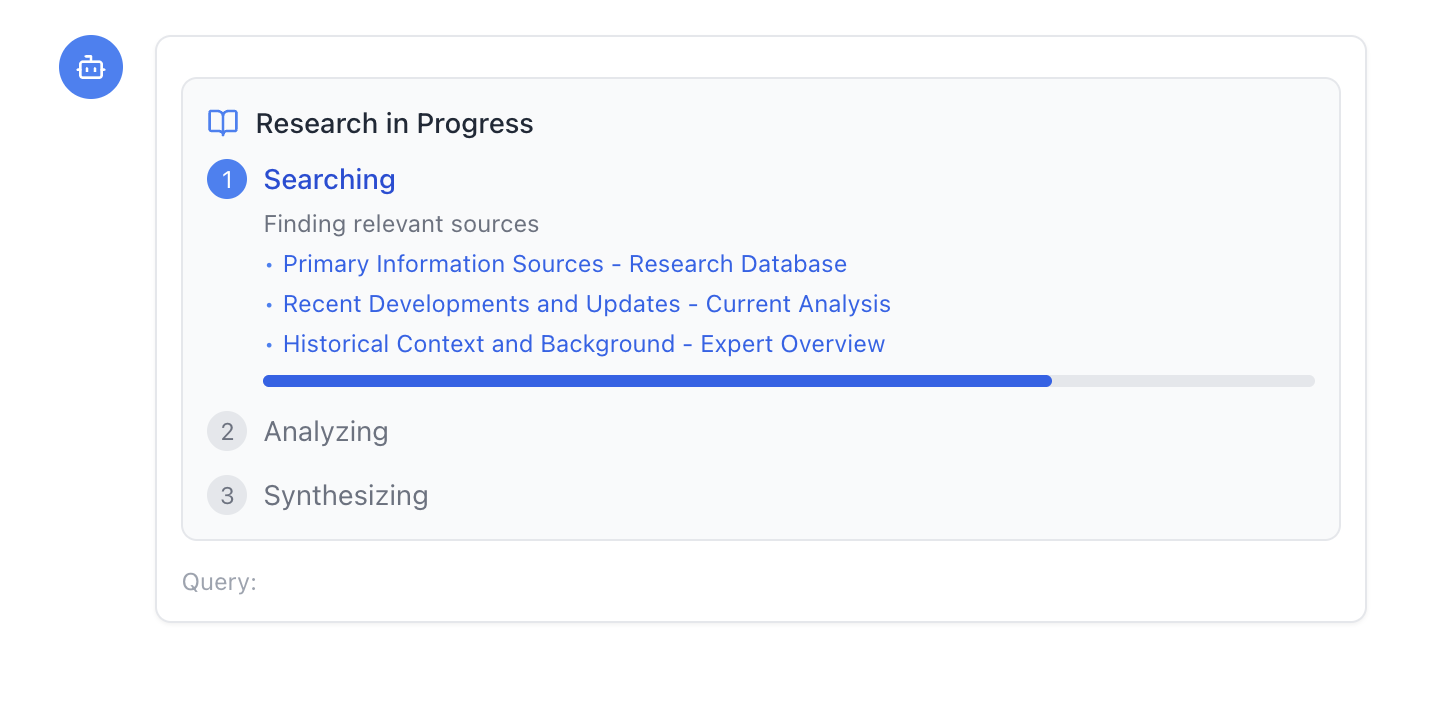 Research in Progress
1 Searching
Finding relevant sources
• Primary Information Sources - Research Database
• Recent Developments and Updates - Current Analysis
• Historical Context and Background - Expert Overview
2 Analyzing
3 Synthesizing
Query: